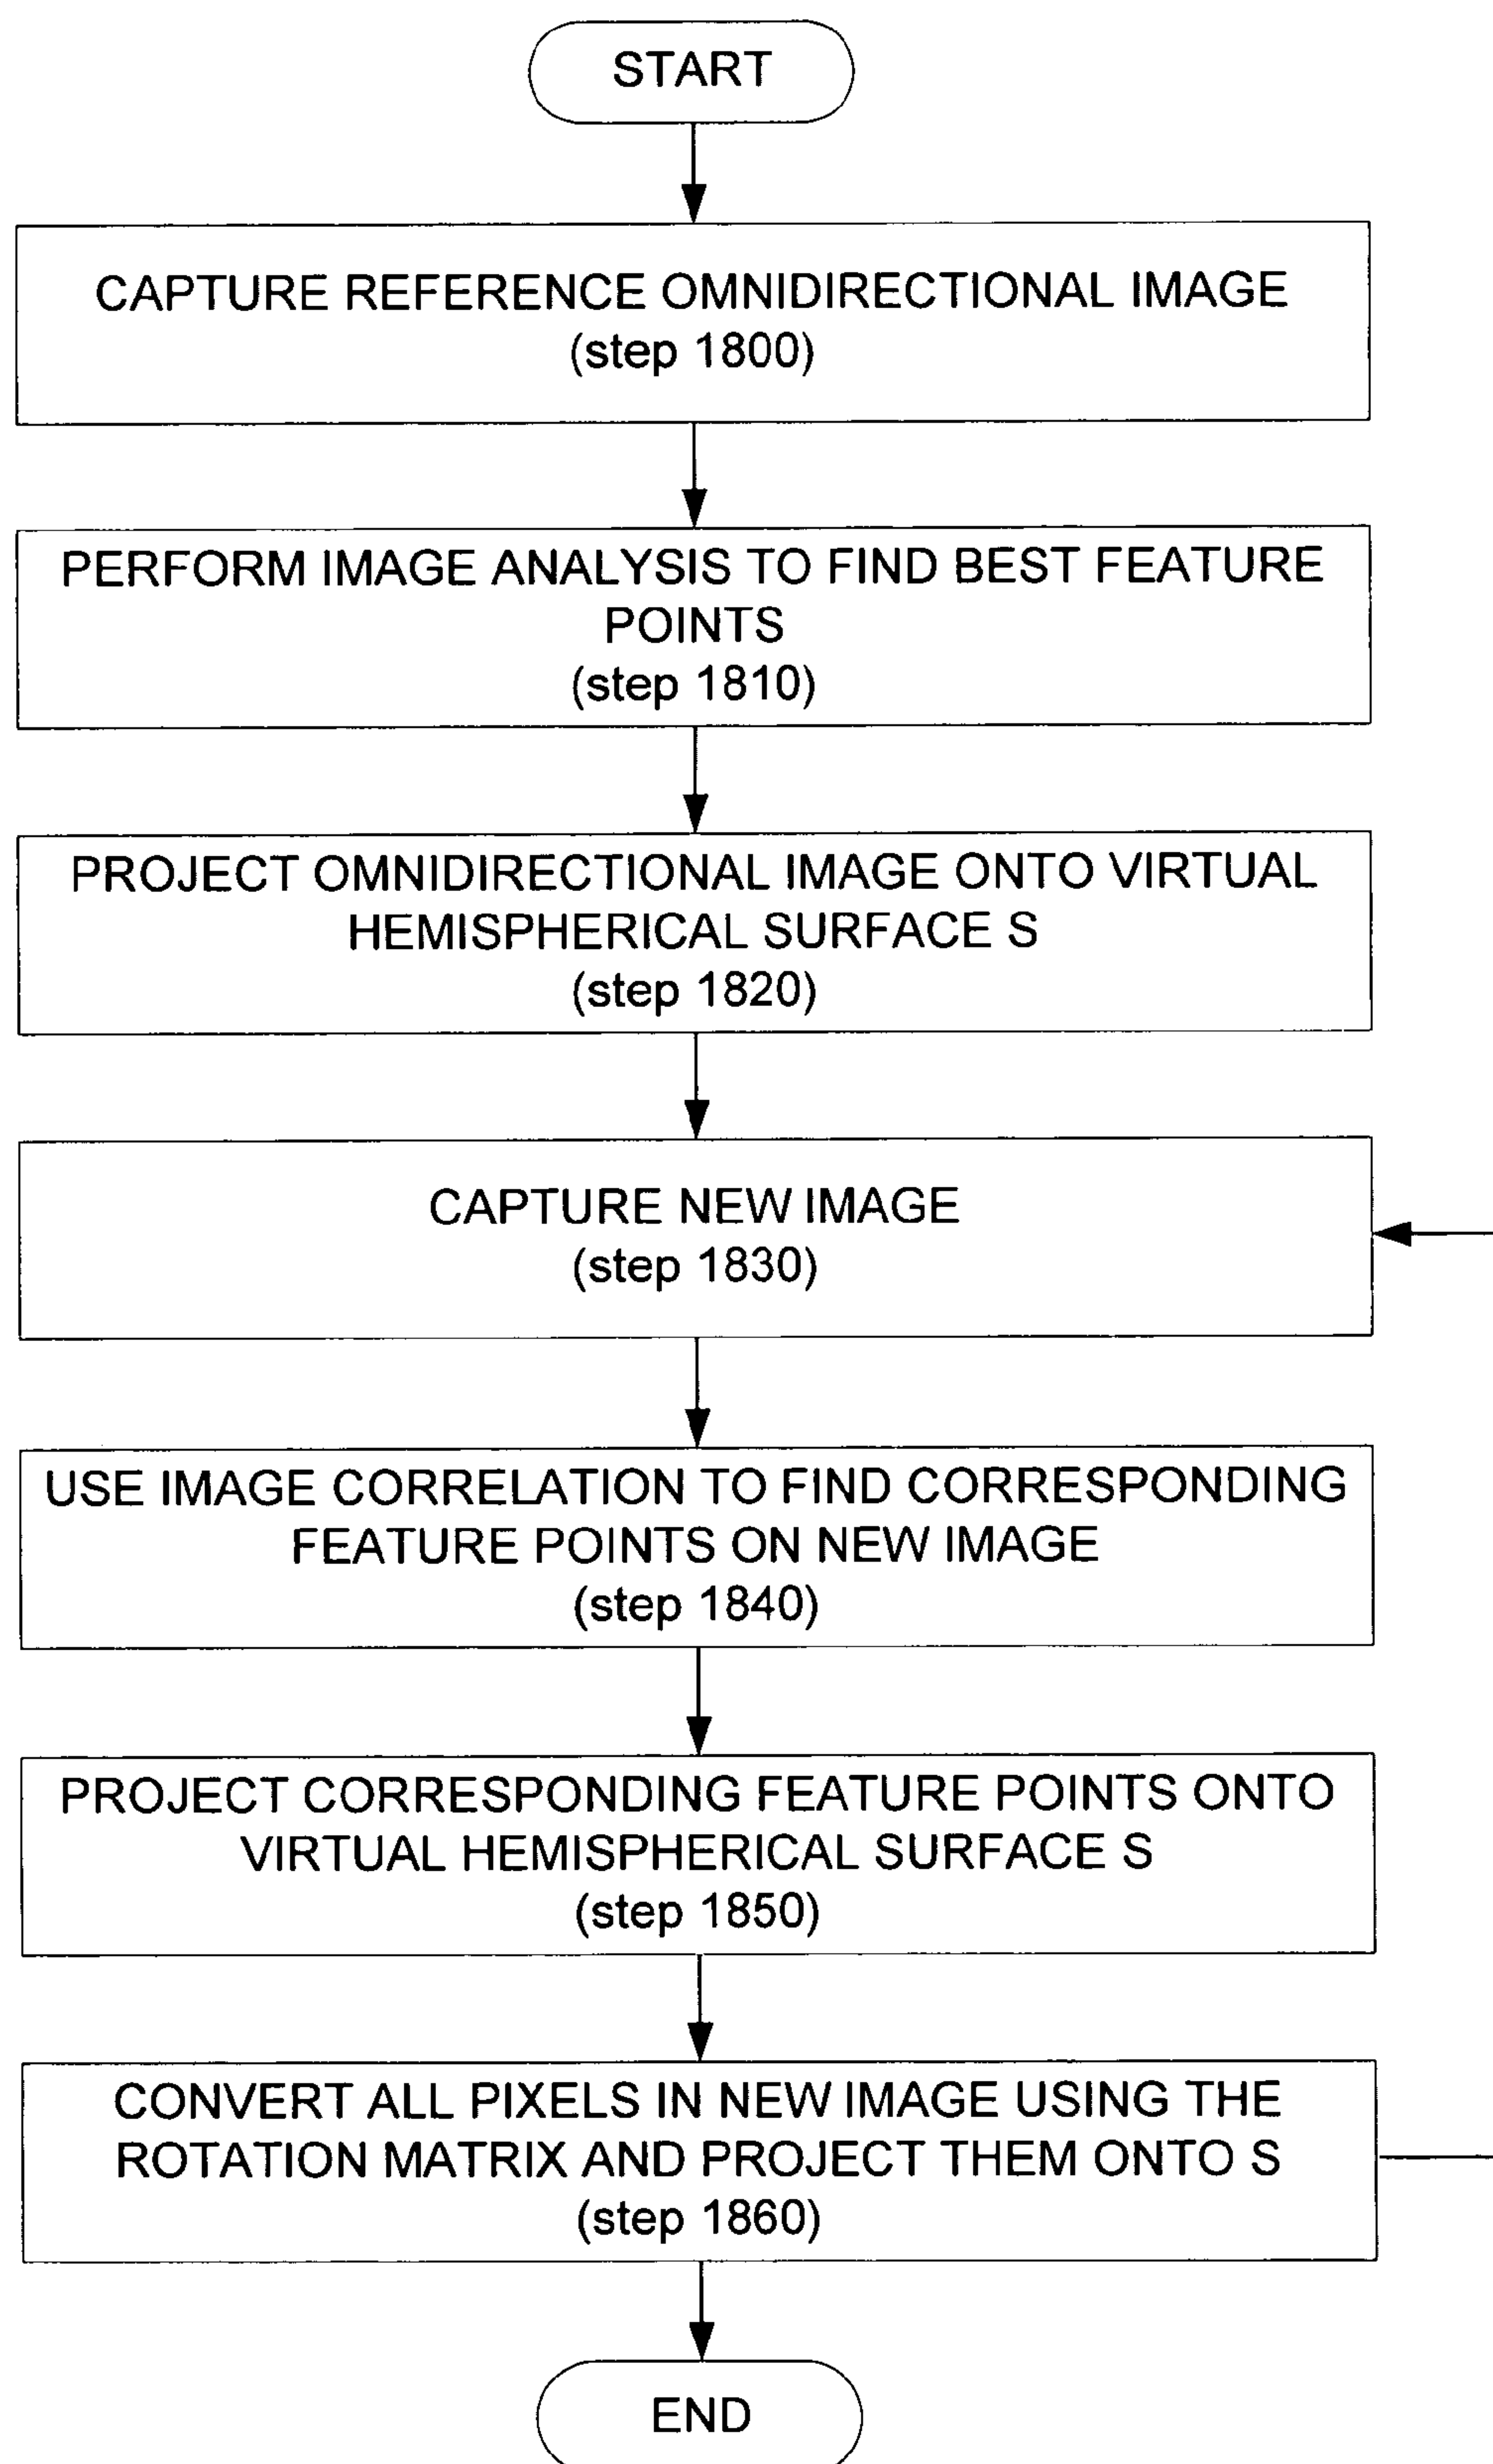 START
CAPTURE REFERENCE OMNIDIRECTIONAL IMAGE
(step 1800)
PERFORM IMAGE ANALYSIS TO FIND BEST FEATURE
POINTS
(step 1810)
PROJECT OMNIDIRECTIONAL IMAGE ONTO VIRTUAL
HEMISPHERICAL SURFACE S
(step 1820)
CAPTURE NEW IMAGE
(step 1830)
USE IMAGE CORRELATION TO FIND CORRESPONDING
FEATURE POINTS ON NEW IMAGE
(step 1840)
PROJECT CORRESPONDING FEATURE POINTS ONTO
VIRTUAL HEMISPHERICAL SURFACE S
(step 1850)
CONVERT ALL PIXELS IN NEW IMAGE USING THE
ROTATION MATRIX AND PROJECT THEM ONTO S
(step 1860)
END